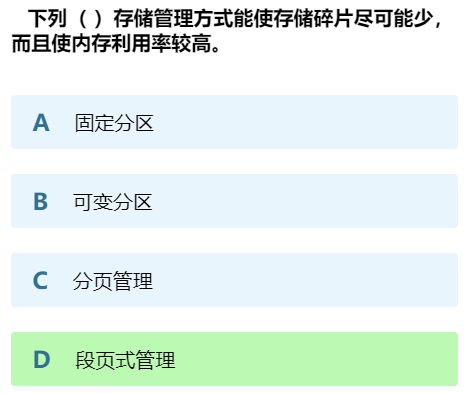 下列（ ）存储管理方式能使存储碎片尽可能少，
而且使内存利用率较高。
A 固定分区
B 可变分区
C 分页管理
D 段页式管理